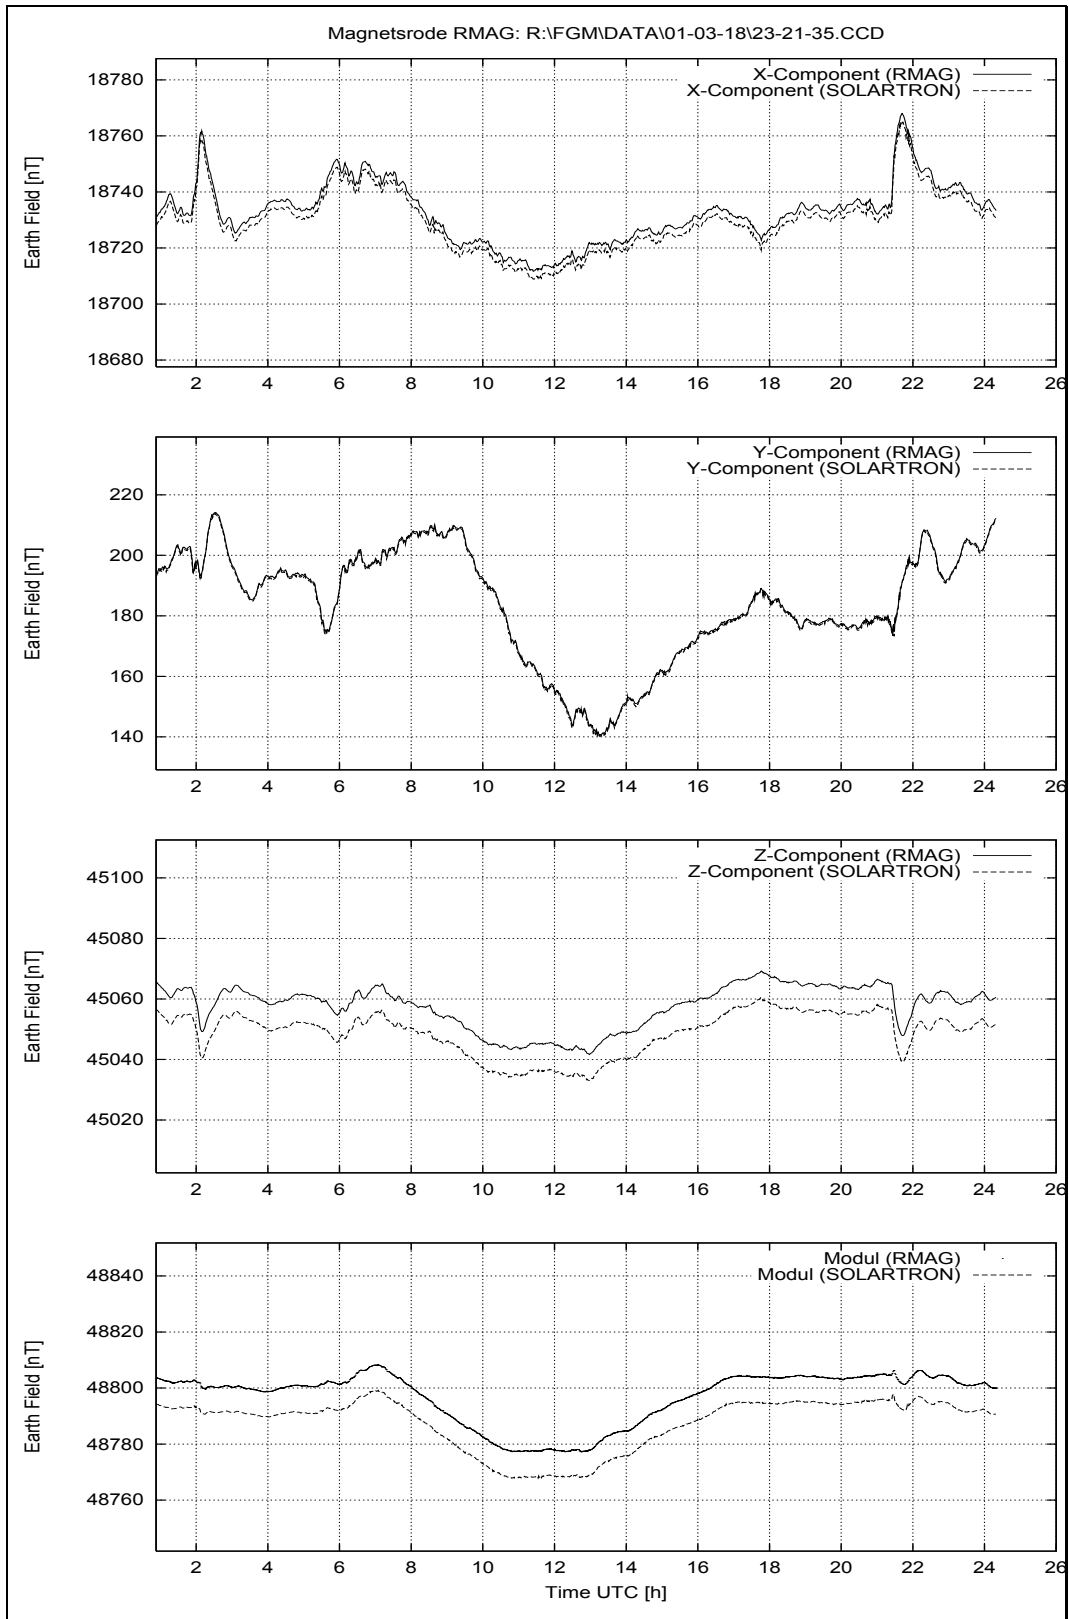 Magnetsrode RMAG: R:\FGM\DATA\01-03-18\23-21-35.CCD
X-Component (RMAG)
X-Component (SOLARTRON)
Earth Field [nT]
18780
18760
18740
18720
18700
18680
2 4 6 8 10 12 14 16 18 20 22 24 26
Y-Component (RMAG)
Y-Component (SOLARTRON)
Earth Field [nT]
220
200
180
160
140
2 4 6 8 10 12 14 16 18 20 22 24 26
Z-Component (RMAG)
Z-Component (SOLARTRON)
Earth Field [nT]
45100
45080
45060
45040
45020
2 4 6 8 10 12 14 16 18 20 22 24 26
Modul (RMAG)
Modul (SOLARTRON)
Earth Field [nT]
48840
48820
48800
48780
48760
2 4 6 8 10 12 14 16 18 20 22 24 26
Time UTC [h]